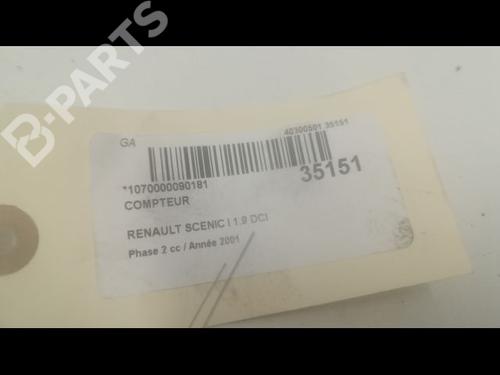 B-PARTS
GA
40300501 35151
*1070000090181
35151
COMPTEUR
RENAULT SCENIC I 1.9 DCI
Phase 2 cc / Année 2001